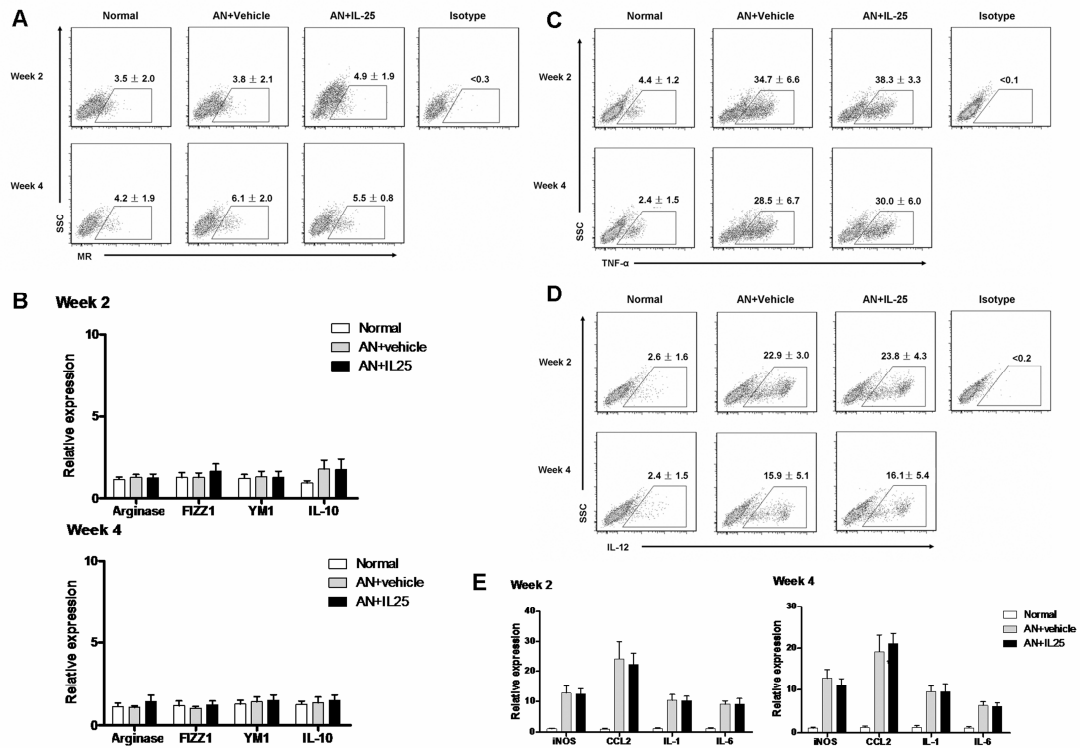 A
Normal AN+Vehicle AN+IL-25 Isotype
Week 2
3.5 ± 2.0 3.8 ± 2.1 4.9 ± 1.9 <0.3
Week 4
4.2 ± 1.9 6.1 ± 2.0 5.5 ± 0.8
SSC
MR
B
Week 2
Relative expression
10
5
0
Normal
AN+vehicle
AN+IL25
Arginase FIZZ1 YM1 IL-10
Week 4
Relative expression
10
5
0
Normal
AN+vehicle
AN+IL25
Arginase FIZZ1 YM1 IL-10
C
Normal AN+Vehicle AN+IL-25 Isotype
Week 2
4.4 ± 1.2 34.7 ± 6.6 38.3 ± 3.3 <0.1
Week 4
2.4 ± 1.5 28.5 ± 6.7 30.0 ± 6.0
SSC
TNF-α
D
Normal AN+Vehicle AN+IL-25 Isotype
Week 2
2.6 ± 1.6 22.9 ± 3.0 23.8 ± 4.3 <0.2
Week 4
2.4 ± 1.5 15.9 ± 5.1 16.1± 5.4
SSC
IL-12
E
Week 2
Relative expression
40
30
20
10
0
iNOS CCL2 IL-1 IL-6
Week 4
Relative expression
30
20
10
0
iNOS CCL2 IL-1 IL-6
Normal
AN+vehicle
AN+IL25